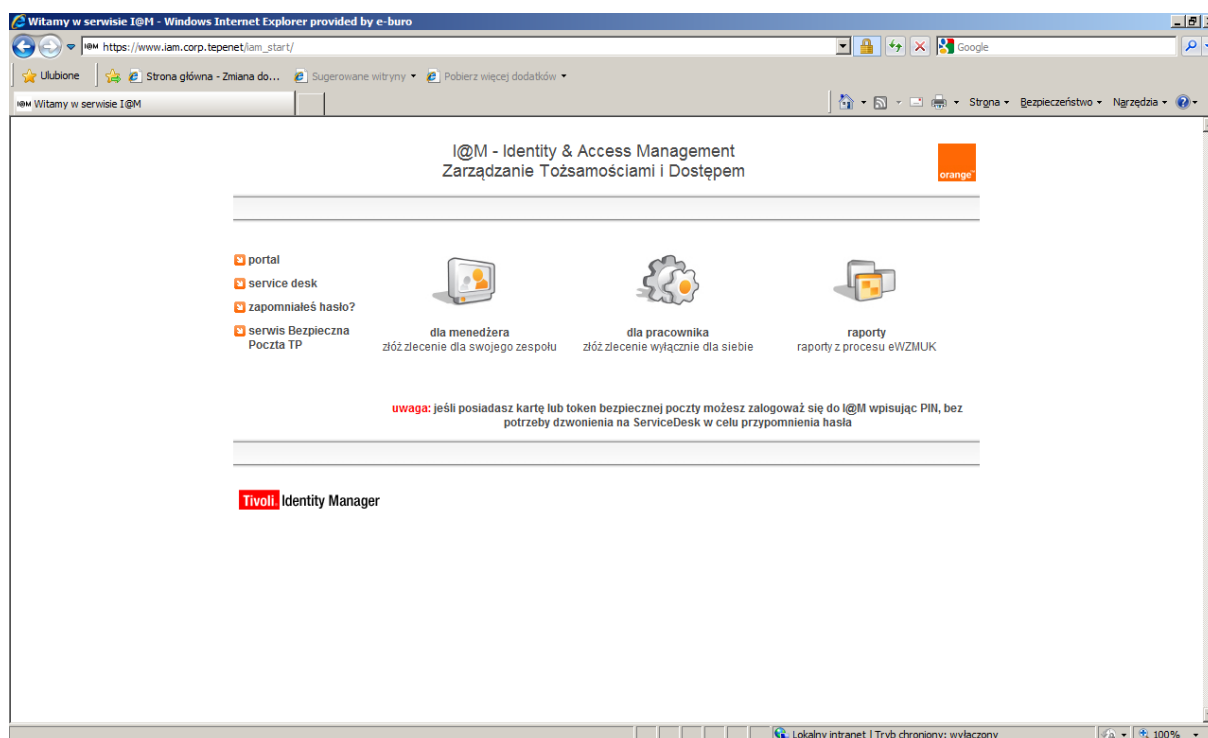 Witamy w serwisie I@M - Windows Internet Explorer provided by e-buro
I@M https://www.iam.corp.tepenet/iam_start/
Google
Ulubione Strona główna - Zmiana do... Sugerowane witryny Pobierz więcej dodatków
I@M Witamy w serwisie I@M
Strona Bezpieczeństwo Narzędzia
I@M - Identity & Access Management
Zarządzanie Tożsamościami i Dostępem
orange™
portal
service desk
zapomniałeś hasło?
serwis Bezpieczna
Poczta TP
dla menedżera
złóż zlecenie dla swojego zespołu
dla pracownika
złóż zlecenie wyłącznie dla siebie
raporty
raporty z procesu eWZMUK
uwaga: jeśli posiadasz kartę lub token bezpiecznej poczty możesz zalogoważ się do I@M wpisując PIN, bez
potrzeby dzwonienia na ServiceDesk w celu przypomnienia hasła
Tivoli. Identity Manager
Lokalny intranet | Tryb chroniony: wyłączony 100%